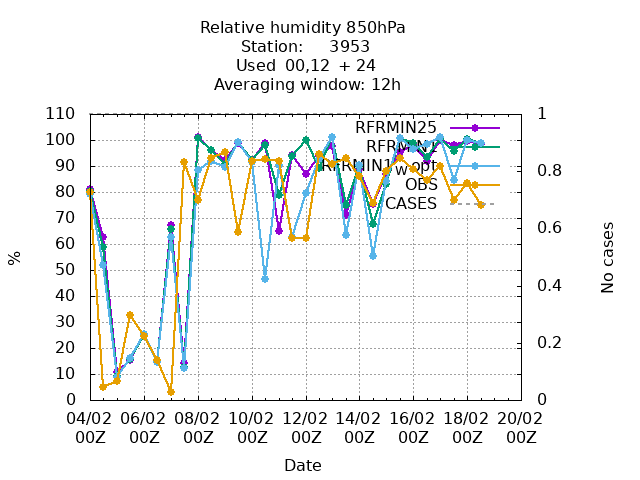 Relative humidity 850hPa
Station: 3953
Used 00,12 + 24
Averaging window: 12h
110 1
100
90
80 0.8
70
60 0.6
50
40 0.4
30
20 0.2
10
0 0
RFRMIN25
OBS
CASES
%
No cases
04/02 06/02 08/02 10/02 12/02 14/02 16/02 18/02 20/02
00Z 00Z 00Z 00Z 00Z 00Z 00Z 00Z 00Z
Date